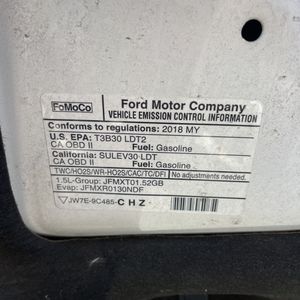 FoMoCo
Ford Motor Company
VEHICLE EMISSION CONTROL INFORMATION
Conforms to regulations: 2018 MY
U.S. EPA: T3B30 LDT2
CA OBD II Fuel: Gasoline
California: SULEV30 LDT
CA OBD II Fuel: Gasoline
TWC/HO2S/WR-HO2S/CAC/TC/DFI No adjustments needed.
1.5L-Group: JFMXT01.52GB
Evap: JFMXR0130NDF
JW7E-9C485-CHZ